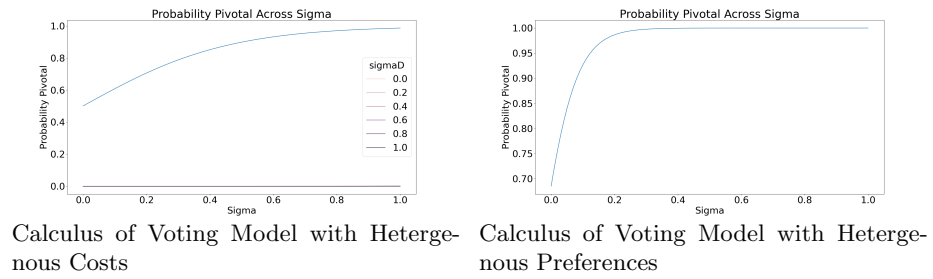 Probability Pivotal Across Sigma
Probability Pivotal
1.0
0.8
0.6
0.4
0.2
0.0
sigmaD
0.0
0.2
0.4
0.6
0.8
1.0
0.0 0.2 0.4 0.6 0.8 1.0
Sigma
Calculus of Voting Model with Heterge-
nous Costs
Probability Pivotal Across Sigma
Probability Pivotal
1.00
0.95
0.90
0.85
0.80
0.75
0.70
0.0 0.2 0.4 0.6 0.8 1.0
Sigma
Calculus of Voting Model with Heterge-
nous Preferences